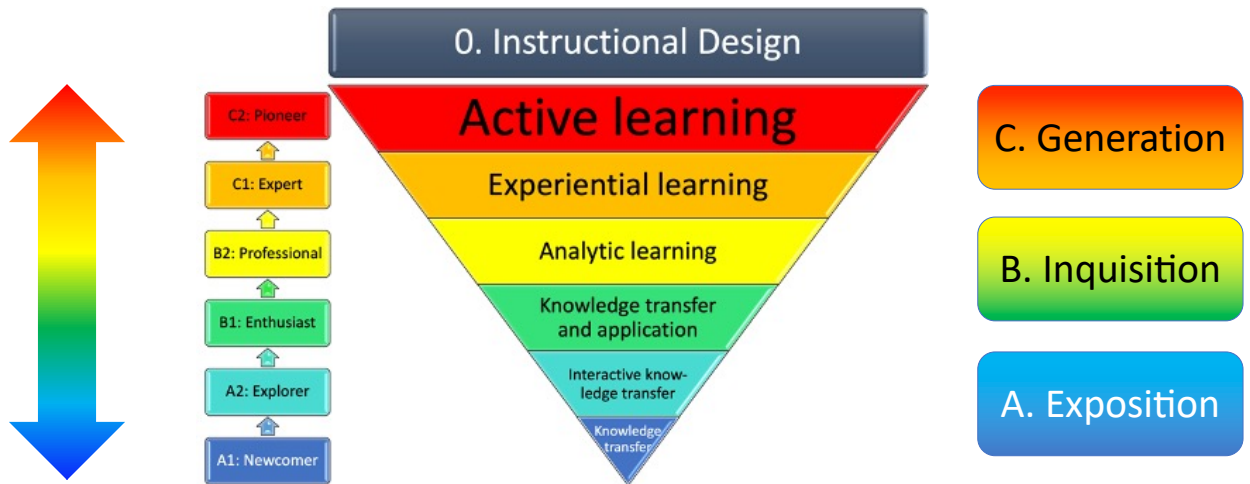 0. Instructional Design
C2: Pioneer
C1: Expert
B2: Professional
B1: Enthusiast
A2: Explorer
A1: Newcomer
Active learning
Experiential learning
Analytic learning
Knowledge transfer
and application
Interactive know-
ledge transfer
Knowledge
transfer
C. Generation
B. Inquisition
A. Exposition